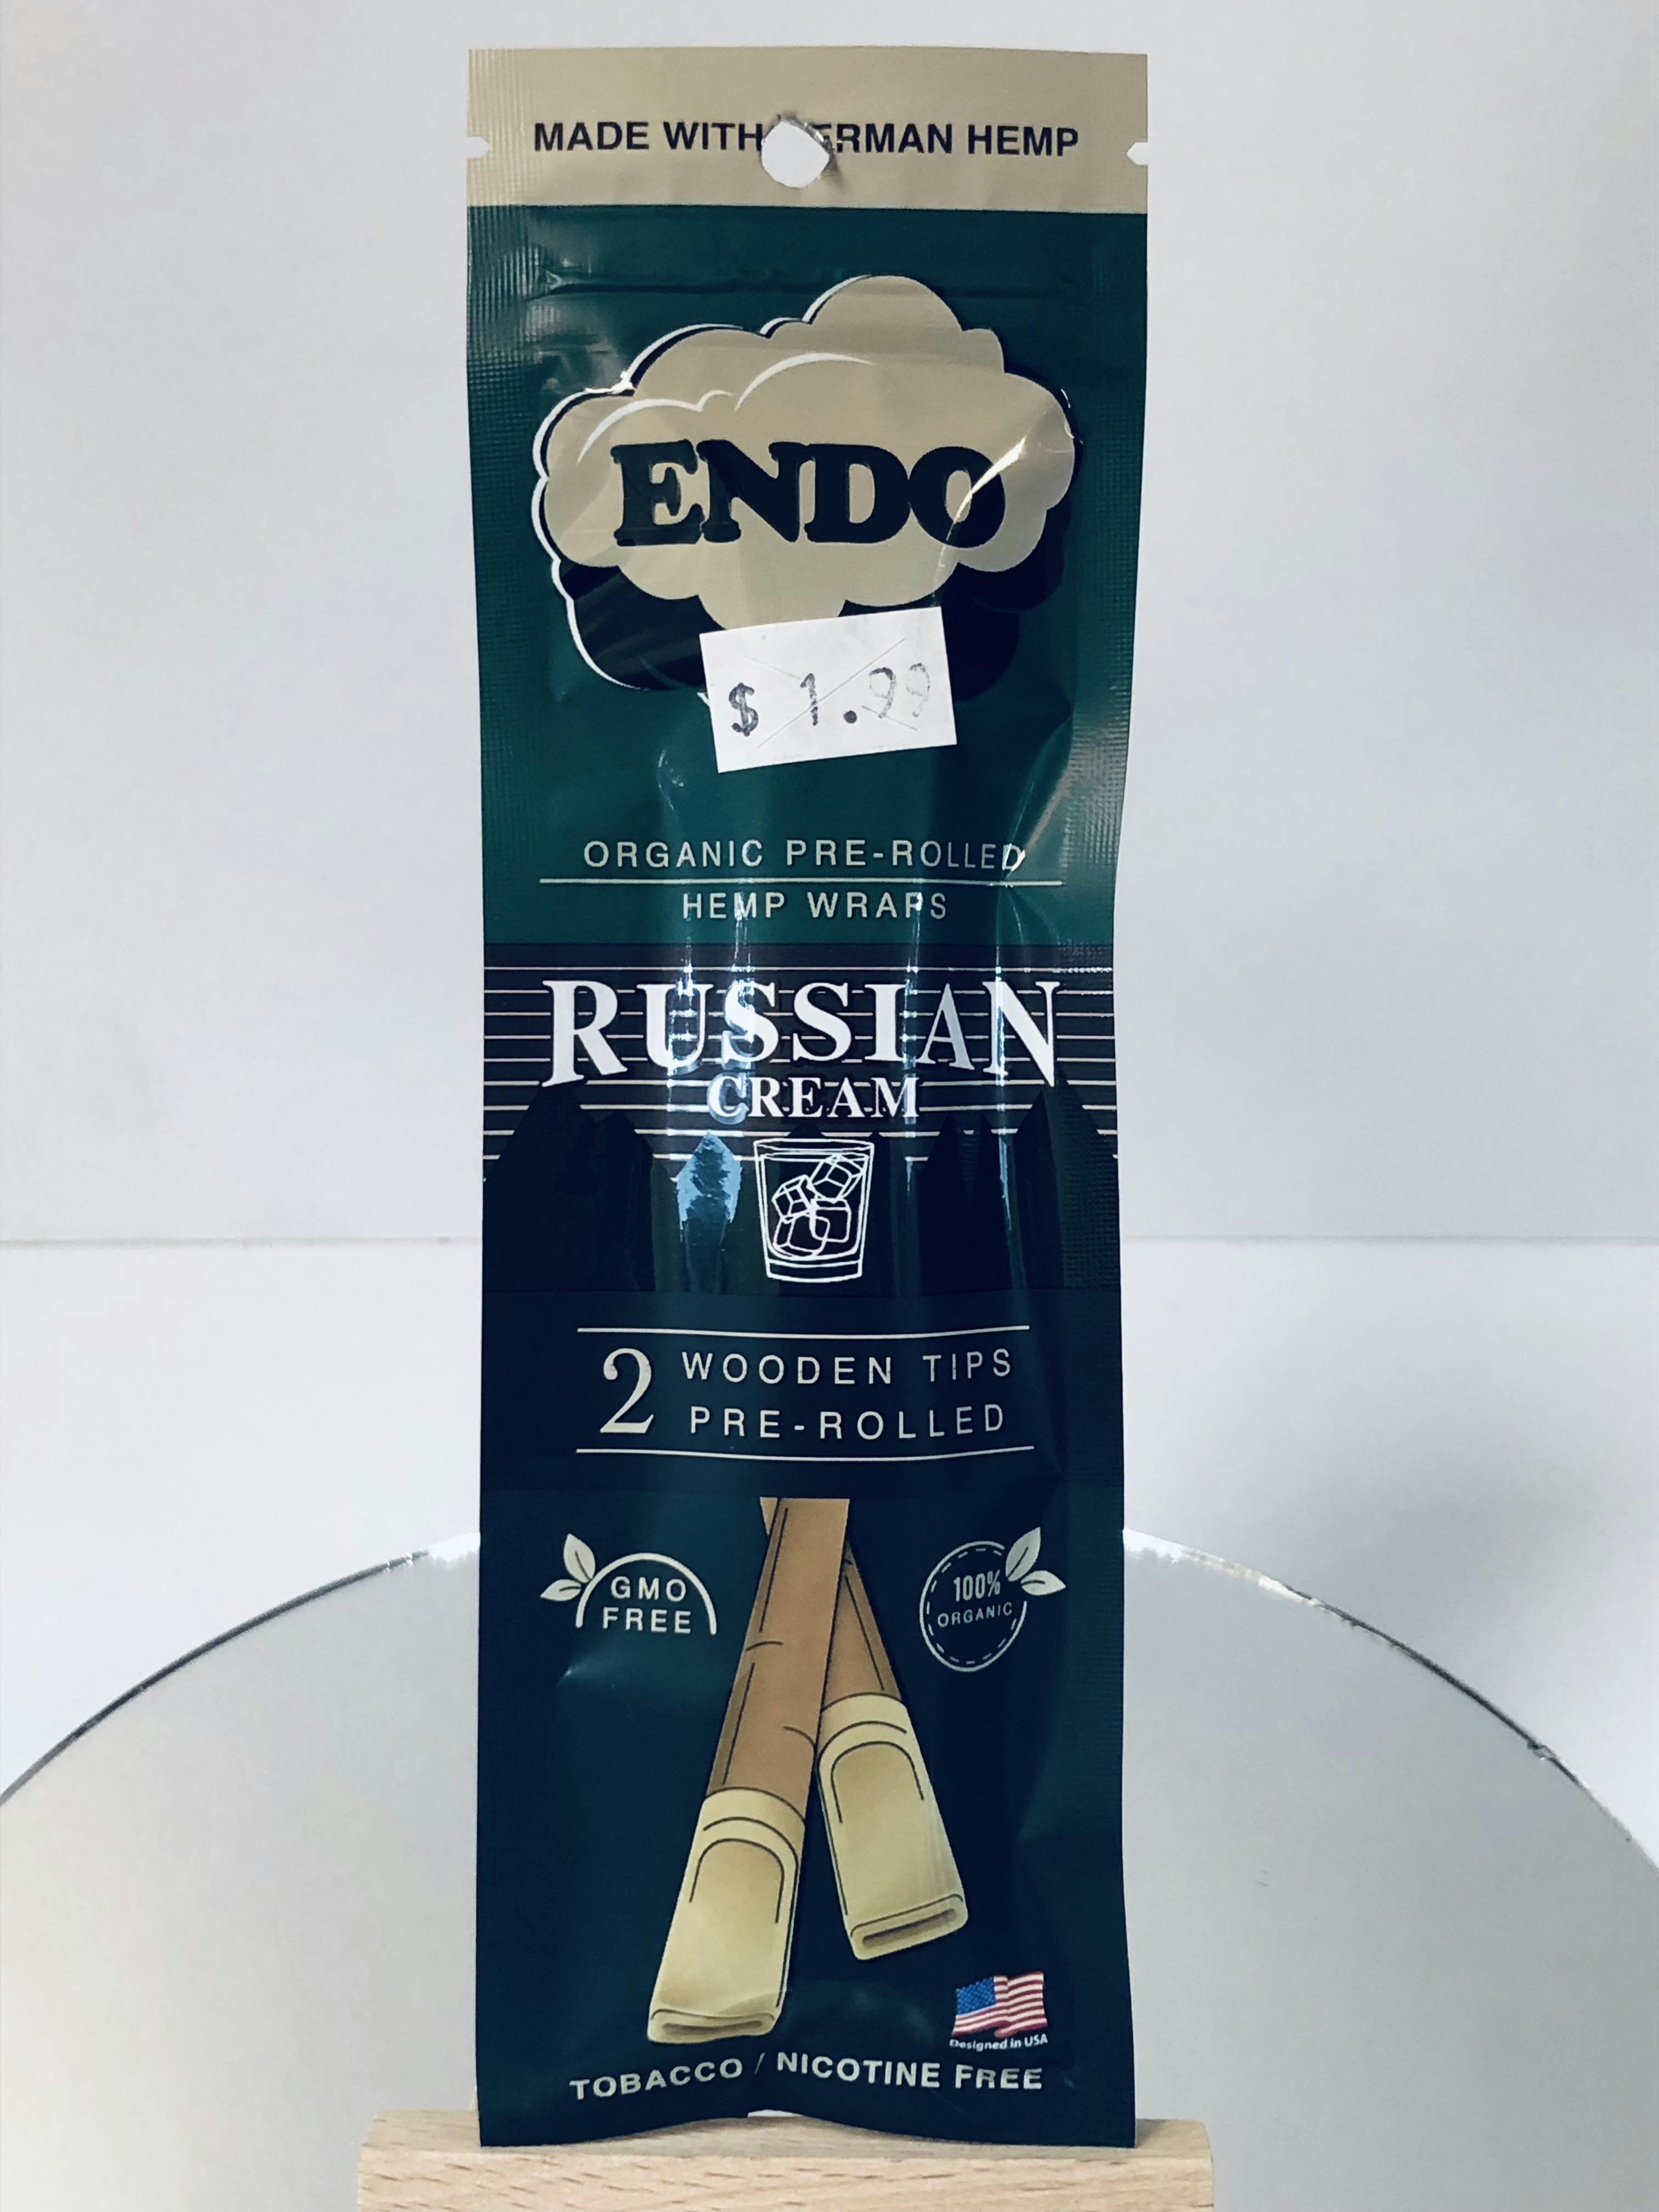 MADE WITH ERMAN HEMP
ENDO
$ 1.99
ORGANIC PRE-ROLLED
HEMP WRAPS
RUSSIAN
CREAM
2 WOODEN TIPS
PRE-ROLLED
GMO
FREE
100%
ORGANIC
Designed in USA
TOBACCO / NICOTINE FREE